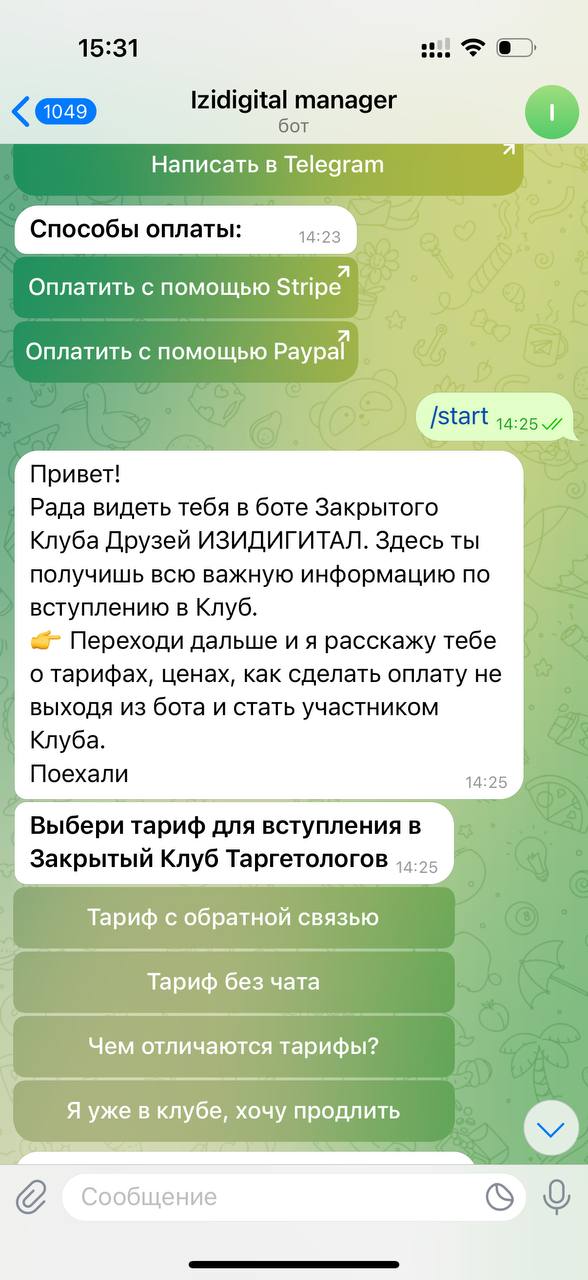 15:31
1049
Izidigital manager
бот
I
Написать в Telegram
Способы оплаты:
14:23
Оплатить с помощью Stripe
Оплатить с помощью Paypal
/start 14:25
Привет!
Рада видеть тебя в боте Закрытого
Клуба Друзей ИЗИДИГИТАЛ. Здесь ты
получишь всю важную информацию по
вступлению в Клуб.
👉 Переходи дальше и я расскажу тебе
о тарифах, ценах, как сделать оплату не
выходя из бота и стать участником
Клуба.
Поехали
14:25
Выбери тариф для вступления в
Закрытый Клуб Таргетологов 14:25
Тариф с обратной связью
Тариф без чата
Чем отличаются тарифы?
Я уже в клубе, хочу продлить
Сообщение